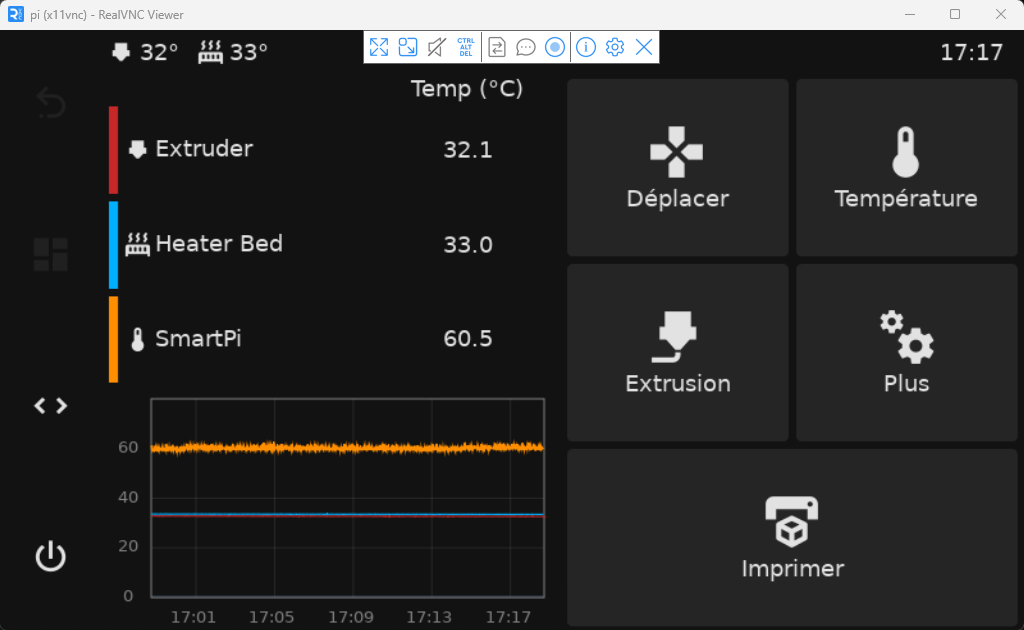 pi (x11vnc) - RealVNC Viewer
32° 33°
CTRL
ALT
DEL
17:17
Temp (°C)
Extruder 32.1
Heater Bed 33.0
SmartPi 60.5
60
40
20
0
17:01 17:05 17:09 17:13 17:17
Déplacer
Température
Extrusion
Plus
Imprimer